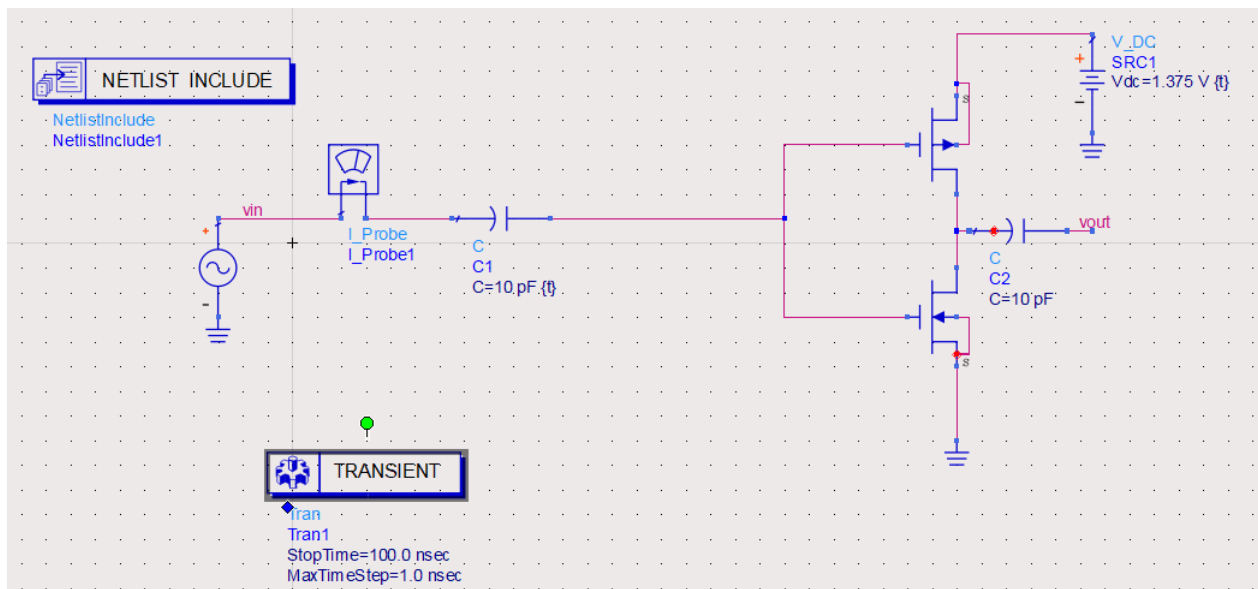 NETLIST INCLUDE
NetlistInclude
NetlistInclude1
vin
I_Probe
I_Probe1
C
C1
C=10 pF {t}
V_DC
SRC1
Vdc=1.375 V {t}
s
vout
C
C2
C=10 pF
s
TRANSIENT
Tran
Tran1
StopTime=100.0 nsec
MaxTimeStep=1.0 nsec